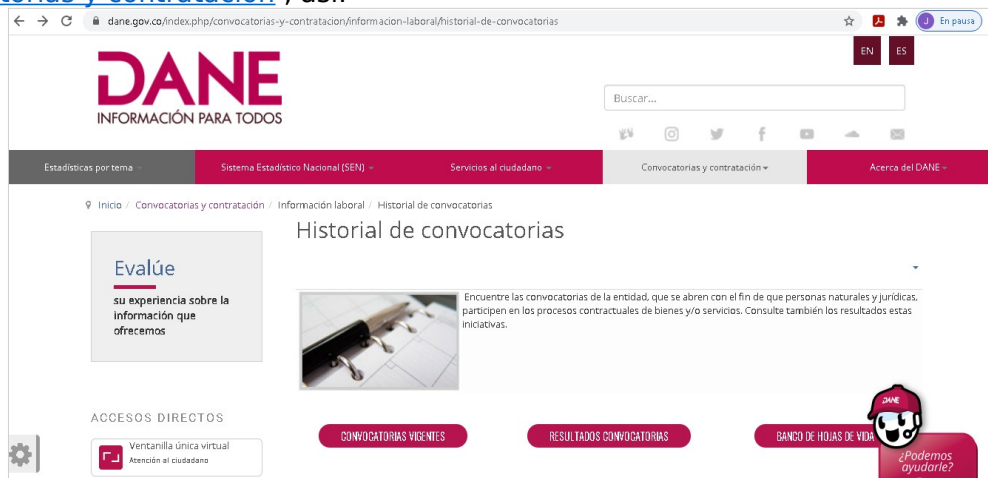 torias y contratación", así:
dane.gov.co/index.php/convocatorias-y-contratacion/informacion-laboral/historial-de-convocatorias
J En pausa
EN ES
DANE
INFORMACIÓN PARA TODOS
Buscar...
Estadísticas por tema
Sistema Estadístico Nacional (SEN)
Servicios al ciudadano
Convocatorias y contratación
Acerca del DANE
Inicio / Convocatorias y contratación / Información laboral / Historial de convocatorias
Historial de convocatorias
Evalúe
su experiencia sobre la
información que
ofrecemos
Encuentre las convocatorias de la entidad, que se abren con el fin de que personas naturales y jurídicas,
participen en los procesos contractuales de bienes y/o servicios. Consulte también los resultados estas
iniciativas.
ACCESOS DIRECTOS
Ventanilla única virtual
Atención al ciudadano
CONVOCATORIAS VIGENTES
RESULTADOS CONVOCATORIAS
BANCO DE HOJAS DE VIDA
DANE
¿Podemos
ayudarle?